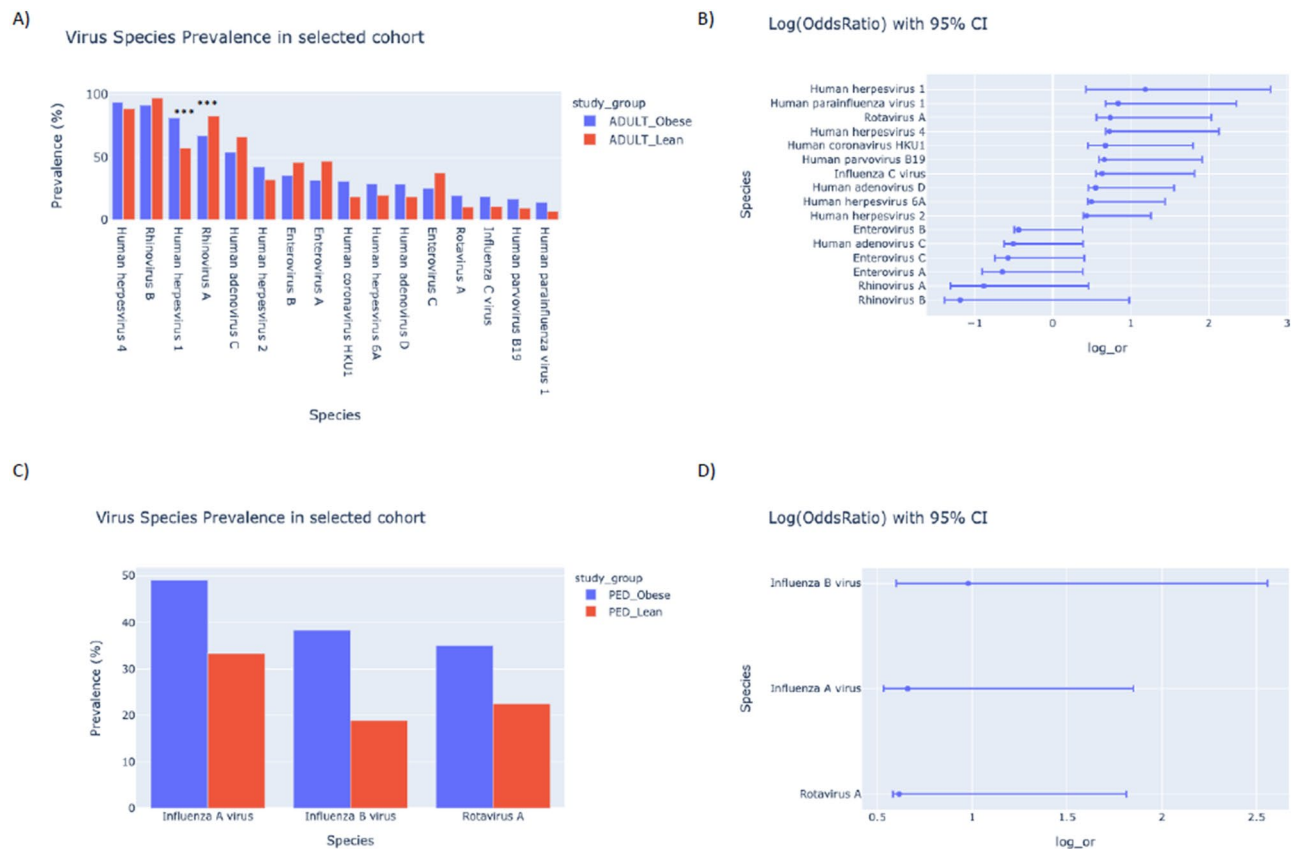 A)
Virus Species Prevalence in selected cohort
100
50
0
Prevalence (%)
***
***
study_group
ADULT_Obese
ADULT_Lean
Human herpesvirus 4
Rhinovirus B
Human herpesvirus 1
Rhinovirus A
Human adenovirus C
Human herpesvirus 2
Enterovirus B
Enterovirus A
Human coronavirus HKU1
Human herpesvirus 6A
Human adenovirus D
Enterovirus C
Rotavirus A
Influenza C virus
Human parvovirus B19
Human parainfluenza virus 1
Species
B)
Log(OddsRatio) with 95% CI
Species
Human herpesvirus 1
Human parainfluenza virus 1
Rotavirus A
Human herpesvirus 4
Human coronavirus HKU1
Human parvovirus B19
Influenza C virus
Human adenovirus D
Human herpesvirus 6A
Human herpesvirus 2
Enterovirus B
Human adenovirus C
Enterovirus C
Enterovirus A
Rhinovirus A
Rhinovirus B
−1 0 1 2 3
log_or
C)
Virus Species Prevalence in selected cohort
50
40
30
20
10
0
Prevalence (%)
study_group
PED_Obese
PED_Lean
Influenza A virus Influenza B virus Rotavirus A
Species
D)
Log(OddsRatio) with 95% CI
Species
Influenza B virus
Influenza A virus
Rotavirus A
0.5 1 1.5 2 2.5
log_or